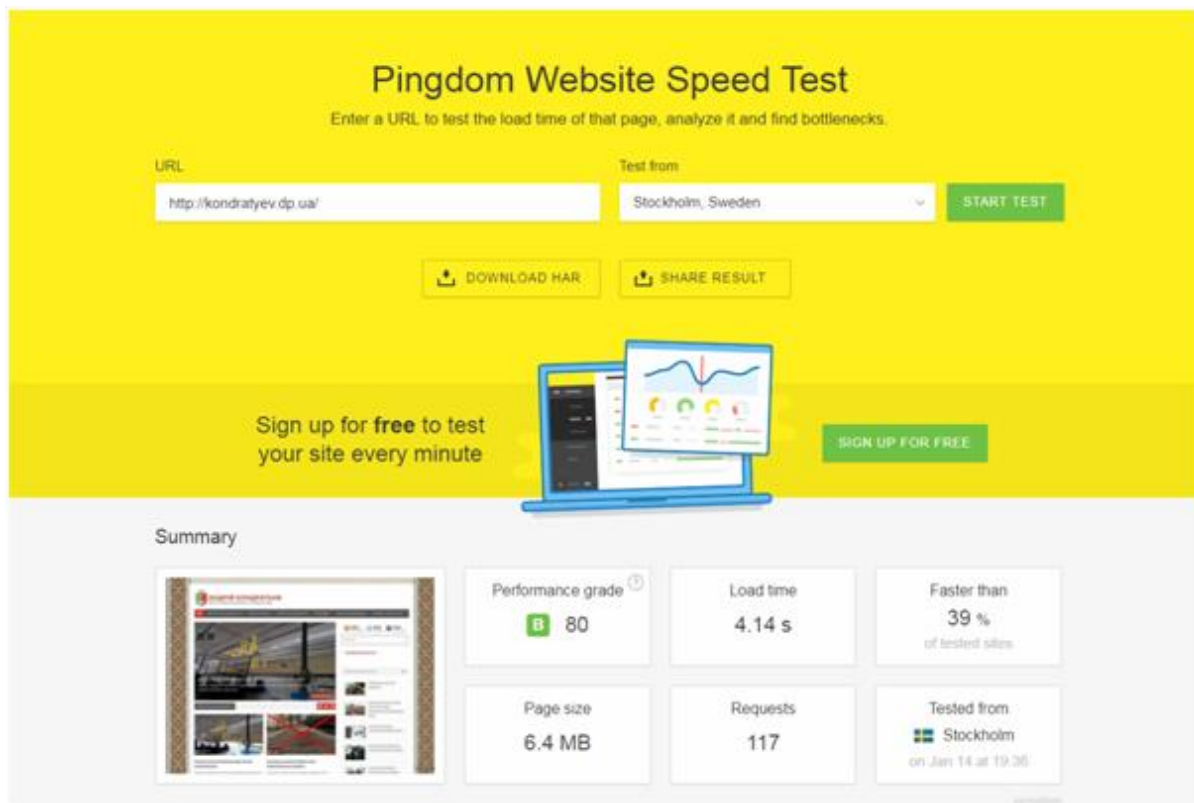 Pingdom Website Speed Test
Enter a URL to test the load time of that page, analyze it and find bottlenecks.
URL
Test from
http://kondratyev.dp.ua/
Stockholm, Sweden
START TEST
DOWNLOAD HAR
SHARE RESULT
Sign up for free to test
your site every minute
SIGN UP FOR FREE
Summary
Performance grade ?
B 80
Load time
4.14 s
Faster than
39 %
of tested sites
Page size
6.4 MB
Requests
117
Tested from
Stockholm
on Jan 14 at 19:36